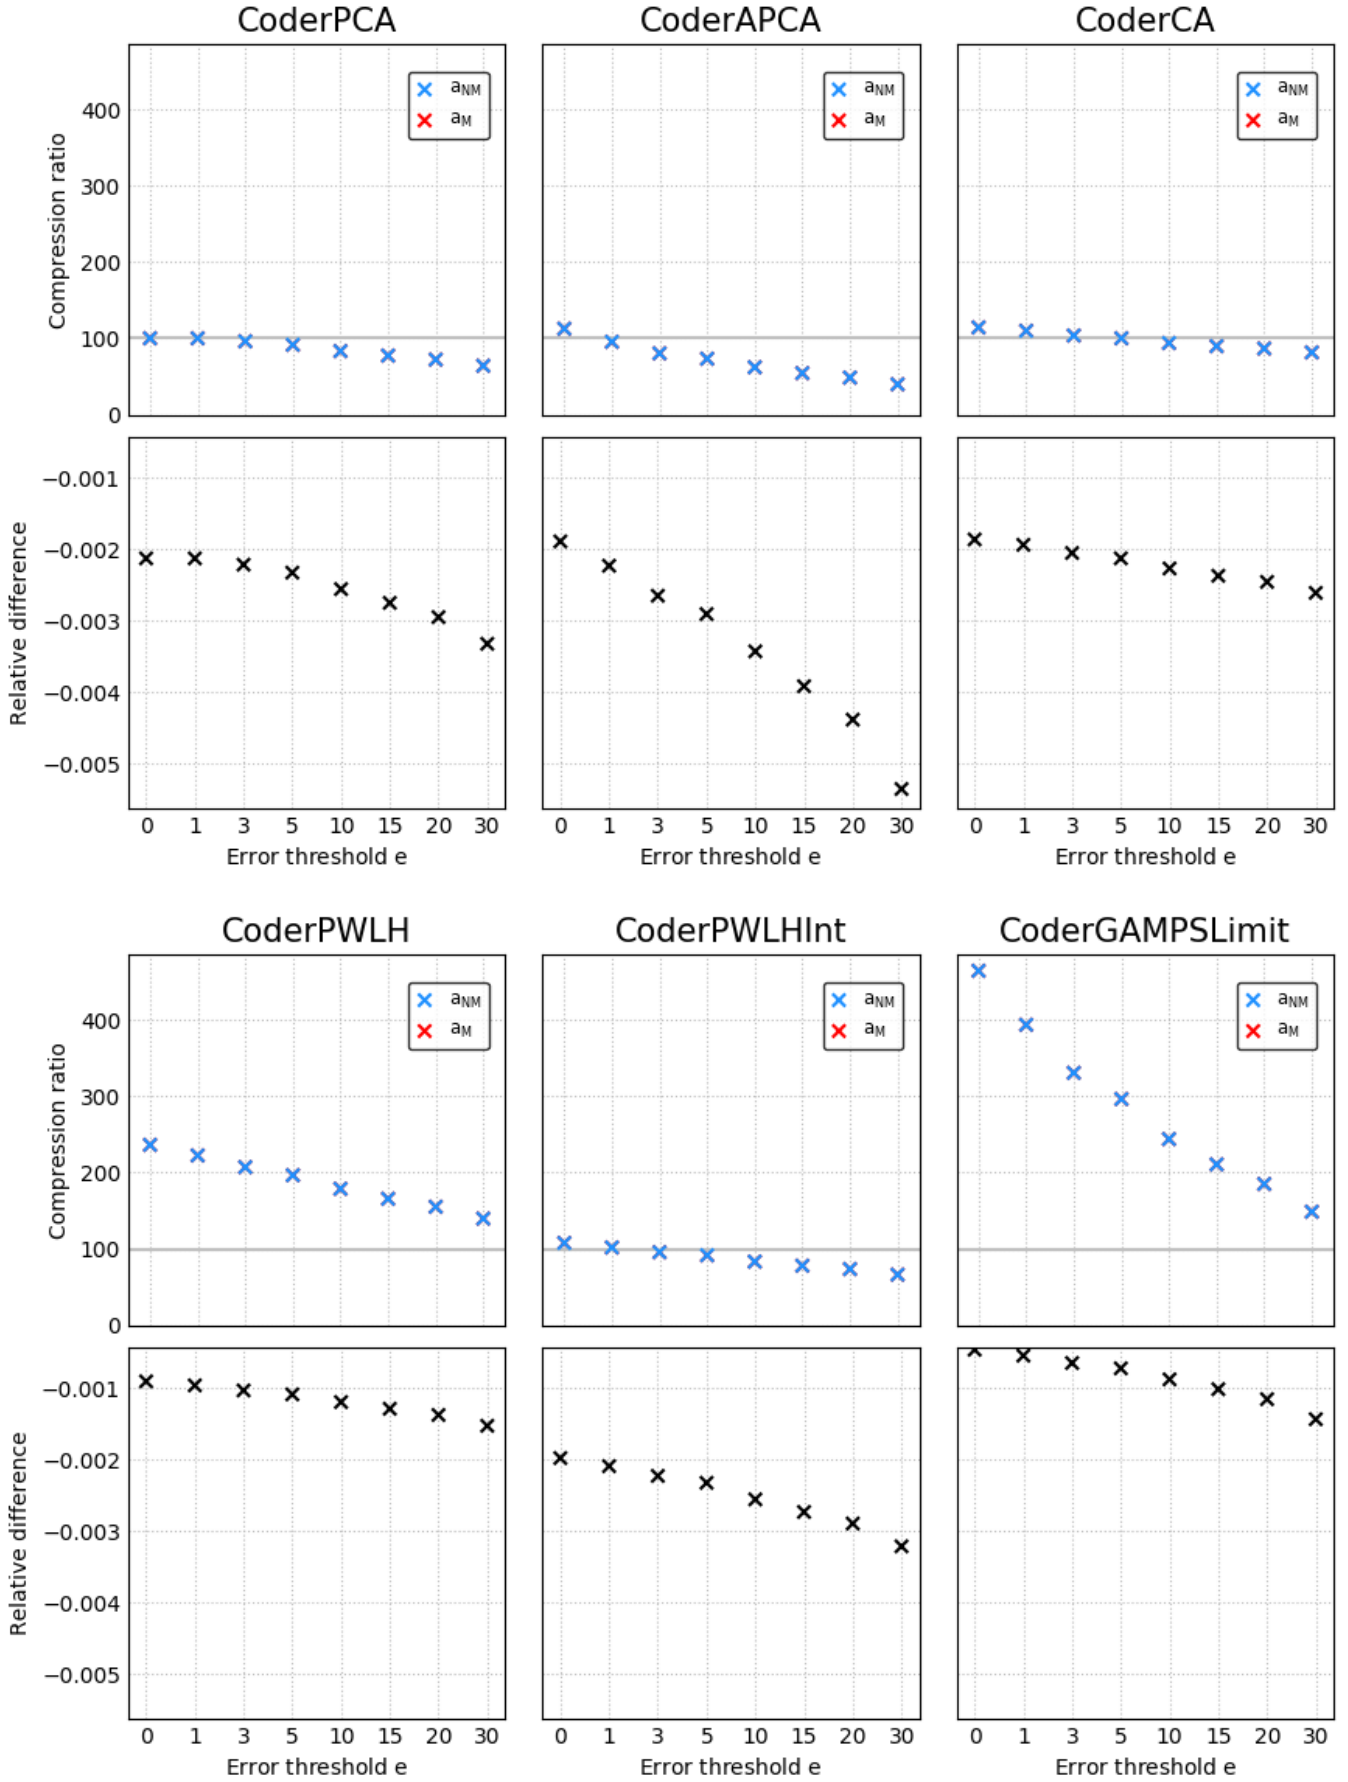 CoderPCA CoderAPCA CoderCA
Compression ratio
400
300
200
100
0
a_NM
a_M
a_NM
a_M
a_NM
a_M
Relative difference
−0.001
−0.002
−0.003
−0.004
−0.005
0 1 3 5 10 15 20 30
0 1 3 5 10 15 20 30
0 1 3 5 10 15 20 30
Error threshold e
Error threshold e
Error threshold e
CoderPWLH CoderPWLHInt CoderGAMPSLimit
Compression ratio
400
300
200
100
0
a_NM
a_M
a_NM
a_M
a_NM
a_M
Relative difference
−0.001
−0.002
−0.003
−0.004
−0.005
0 1 3 5 10 15 20 30
0 1 3 5 10 15 20 30
0 1 3 5 10 15 20 30
Error threshold e
Error threshold e
Error threshold e